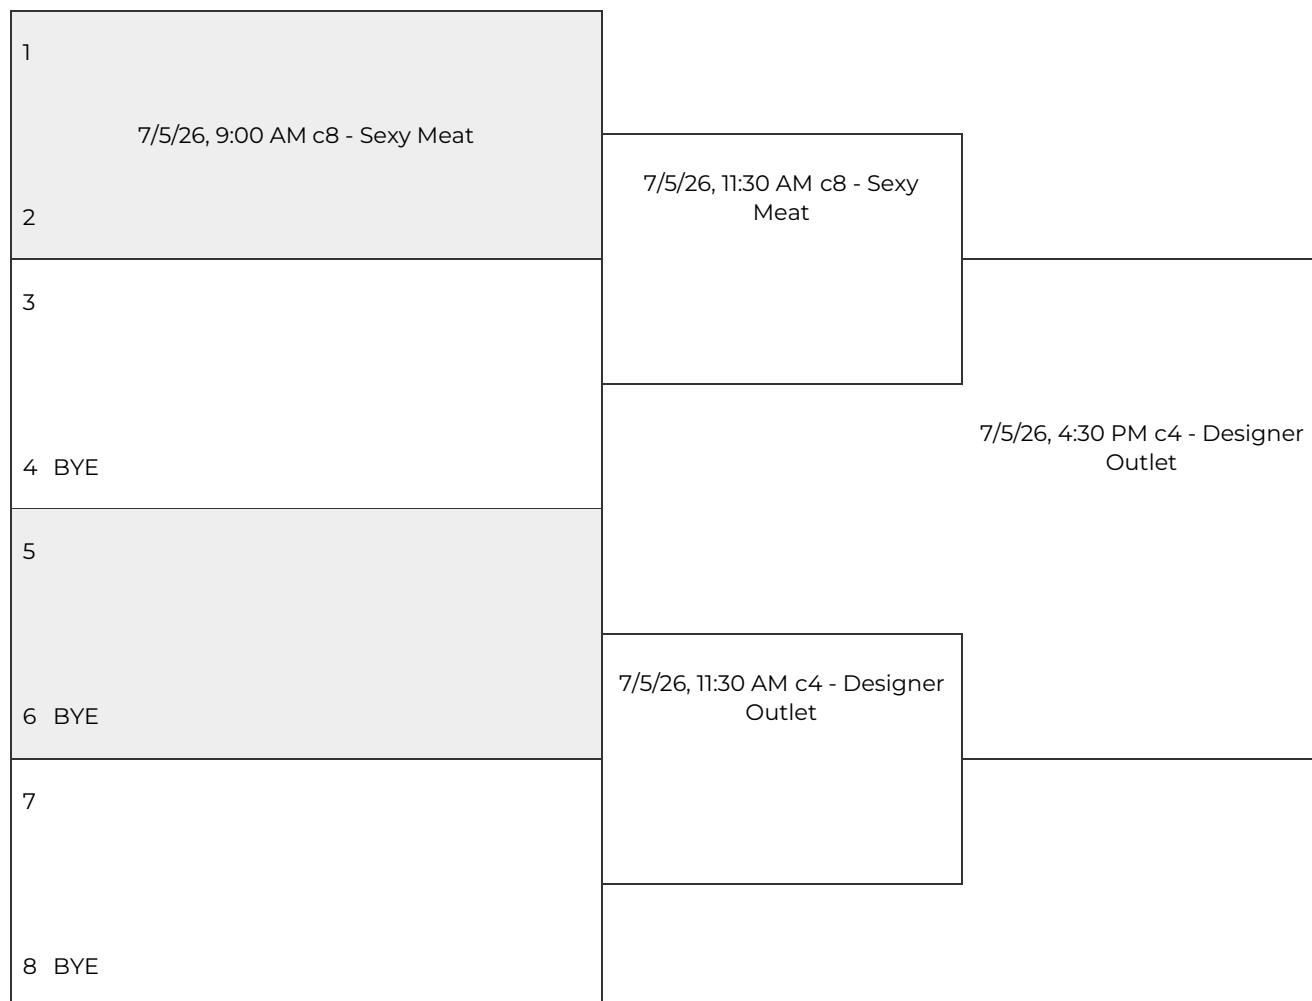 1
7/5/26, 9:00 AM c8 - Sexy Meat
2
3
4 BYE
5
6 BYE
7
8 BYE
7/5/26, 11:30 AM c8 - Sexy
Meat
7/5/26, 11:30 AM c4 - Designer
Outlet
7/5/26, 4:30 PM c4 - Designer
Outlet